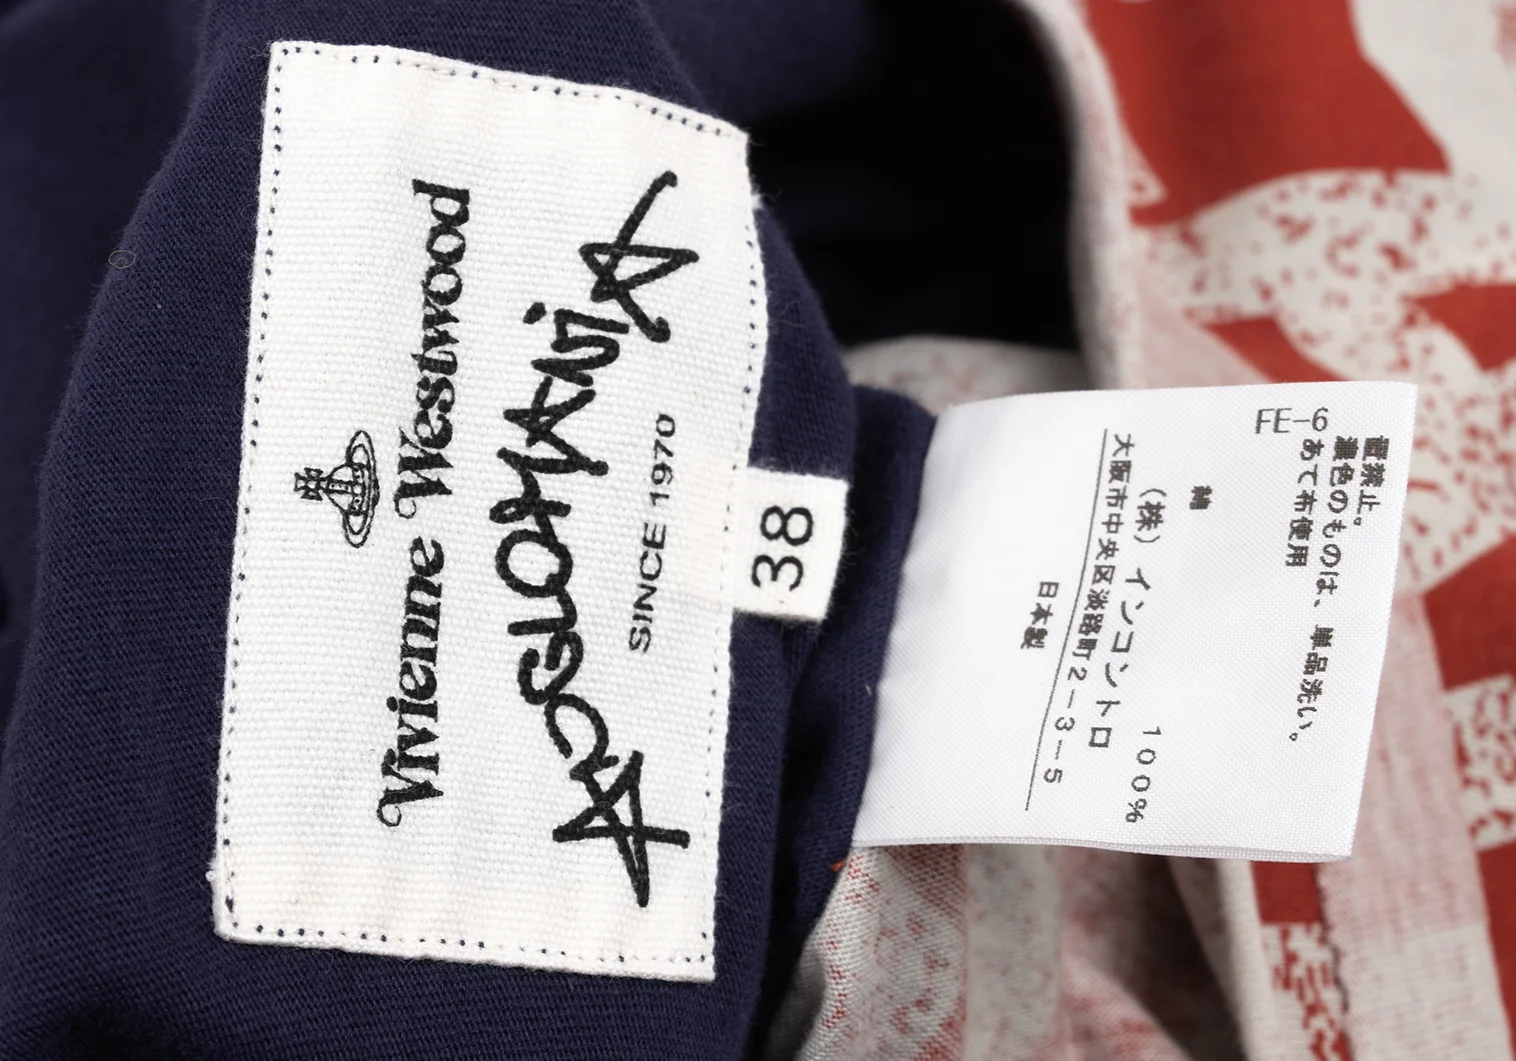 Vivienne Westwood
ANGLOMANIA
SINCE 1970
38
FE-6
蓄禁止。
濃色のものは、単品洗い。
あて布使用
綿 100%
(株)インコントロ
大阪市中央区淡路町2-3-5
日本製